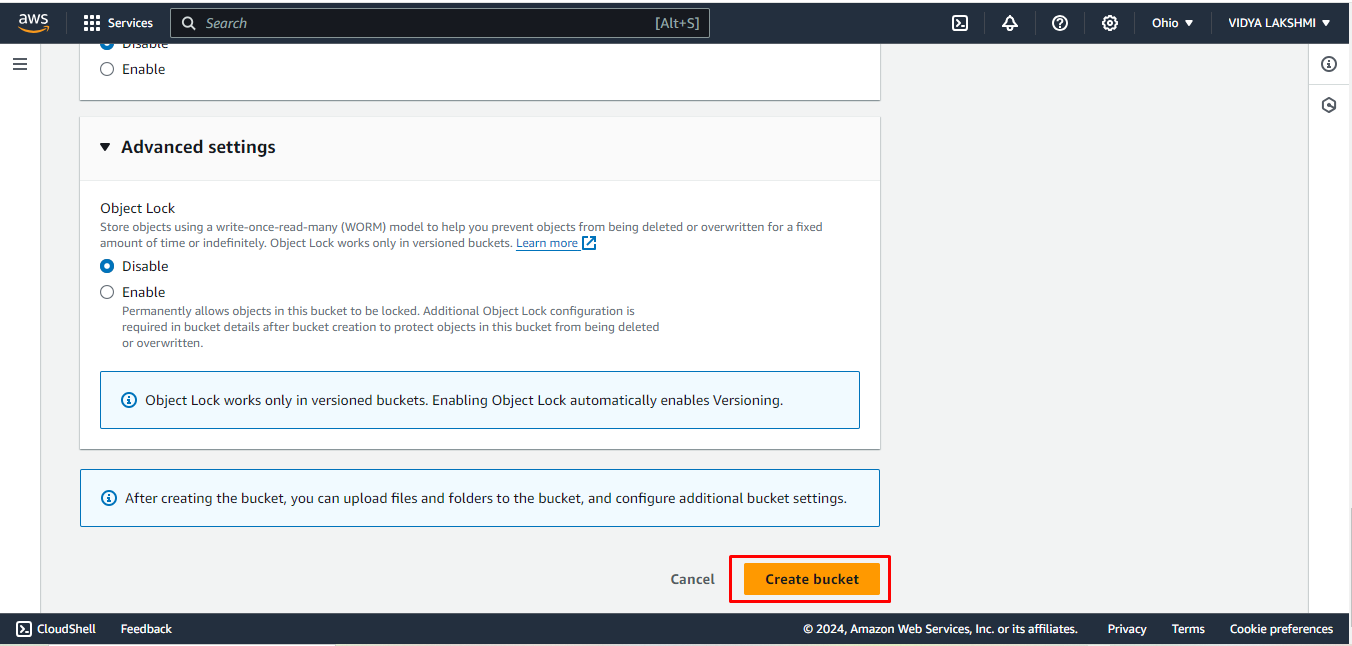 aws
Services
Search
[Alt+S]
Ohio
VIDYA LAKSHMI
Disable
Enable
Advanced settings
Object Lock
Store objects using a write-once-read-many (WORM) model to help you prevent objects from being deleted or overwritten for a fixed
amount of time or indefinitely. Object Lock works only in versioned buckets. Learn more
Disable
Enable
Permanently allows objects in this bucket to be locked. Additional Object Lock configuration is
required in bucket details after bucket creation to protect objects in this bucket from being deleted
or overwritten.
Object Lock works only in versioned buckets. Enabling Object Lock automatically enables Versioning.
After creating the bucket, you can upload files and folders to the bucket, and configure additional bucket settings.
Cancel
Create bucket
CloudShell
Feedback
© 2024, Amazon Web Services, Inc. or its affiliates.
Privacy
Terms
Cookie preferences